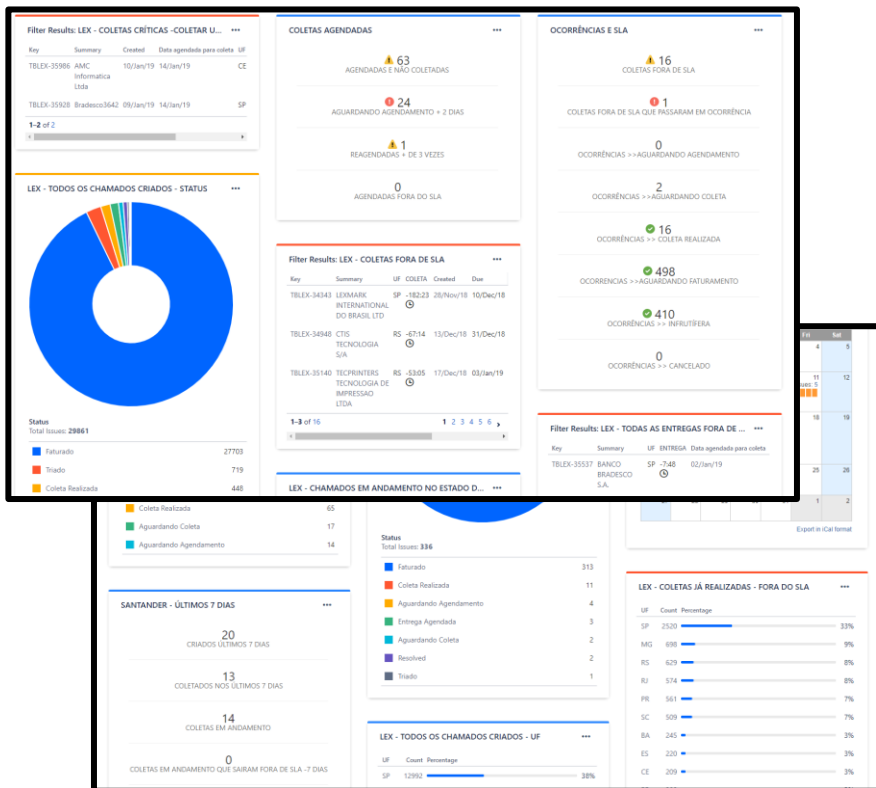 Filter Results: LEX - COLETAS CRÍTICAS -COLETAR U...
Key Summary Created Data agendada para coleta UF
TBLEX-35986 AMC Informatica Ltda 10/Jan/19 14/Jan/19 CE
TBLEX-35928 Bradesco3642 09/Jan/19 14/Jan/19 SP
1–2 of 2
LEX - TODOS OS CHAMADOS CRIADOS - STATUS
Status
Total Issues: 29861
Faturado 27703
Triado 719
Coleta Realizada 448
COLETAS AGENDADAS
63
AGENDADAS E NÃO COLETADAS
24
AGUARDANDO AGENDAMENTO + 2 DIAS
1
REAGENDADAS + DE 3 VEZES
0
AGENDADAS FORA DO SLA
Filter Results: LEX - COLETAS FORA DE SLA
Key Summary UF COLETA Created Due
TBLEX-34343 LEXMARK INTERNATIONAL DO BRASIL LTD SP -182:23 28/Nov/18 10/Dec/18
TBLEX-34948 CTIS TECNOLOGIA S/A RS -67:14 13/Dec/18 31/Dec/18
TBLEX-35140 TECPRINTERS TECNOLOGIA DE IMPRESSAO LTDA RS -53:05 17/Dec/18 03/Jan/19
1–3 of 16 1 2 3 4 5 6
LEX - CHAMADOS EM ANDAMENTO NO ESTADO D...
OCORRÊNCIAS E SLA
16
COLETAS FORA DE SLA
1
COLETAS FORA DE SLA QUE PASSARAM EM OCORRÊNCIA
0
OCORRÊNCIAS >>AGUARDANDO AGENDAMENTO
2
OCORRÊNCIAS >>AGUARDANDO COLETA
16
OCORRÊNCIAS >> COLETA REALIZADA
498
OCORRENCIAS >>AGUARDANDO FATURAMENTO
410
OCORRÊNCIAS >> INFRUTÍFERA
0
OCORRÊNCIAS >> CANCELADO
Filter Results: LEX - TODAS AS ENTREGAS FORA DE ...
Key Summary UF ENTREGA Data agendada para coleta
TBLEX-35537 BANCO BRADESCO S.A. SP -7:48 02/Jan/19
Fri Sat
4 5
11 12
ues: 5
18 19
25 26
1 2
Export in iCal format
Coleta Realizada 65
Aguardando Coleta 17
Aguardando Agendamento 14
SANTANDER - ÚLTIMOS 7 DIAS
20
CRIADOS ÚLTIMOS 7 DIAS
13
COLETADOS NOS ÚLTIMOS 7 DIAS
14
COLETAS EM ANDAMENTO
0
COLETAS EM ANDAMENTO QUE SAIRAM FORA DE SLA -7 DIAS
Status
Total Issues: 336
Faturado 313
Coleta Realizada 11
Aguardando Agendamento 4
Entrega Agendada 3
Aguardando Coleta 2
Resolved 2
Triado 1
LEX - TODOS OS CHAMADOS CRIADOS - UF
UF Count Percentage
SP 12992 38%
LEX - COLETAS JÁ REALIZADAS - FORA DO SLA
UF Count Percentage
SP 2520 33%
MG 698 9%
RS 629 8%
RJ 574 8%
PR 561 7%
SC 509 7%
BA 245 3%
ES 220 3%
CE 209 3%